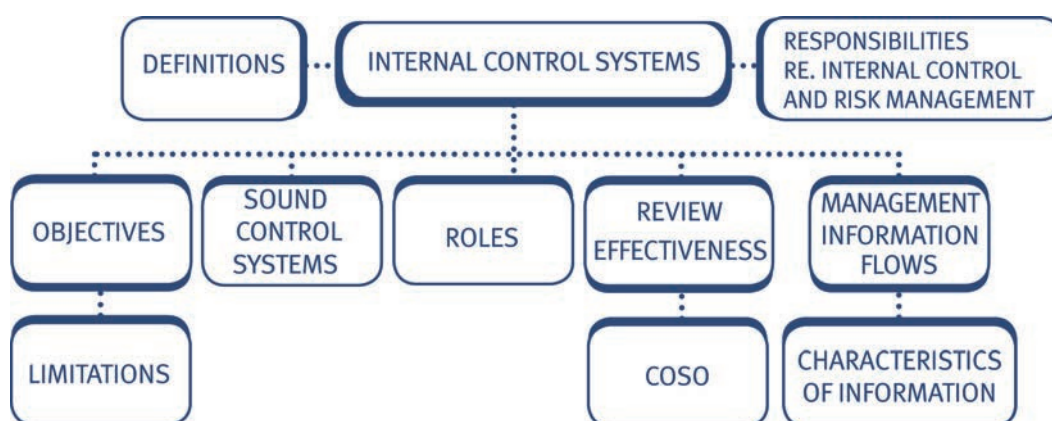 DEFINITIONS
INTERNAL CONTROL SYSTEMS
RESPONSIBILITIES
RE. INTERNAL CONTROL
AND RISK MANAGEMENT
OBJECTIVES
SOUND
CONTROL
SYSTEMS
ROLES
REVIEW
EFFECTIVENESS
MANAGEMENT
INFORMATION
FLOWS
LIMITATIONS
COSO
CHARACTERISTICS
OF INFORMATION